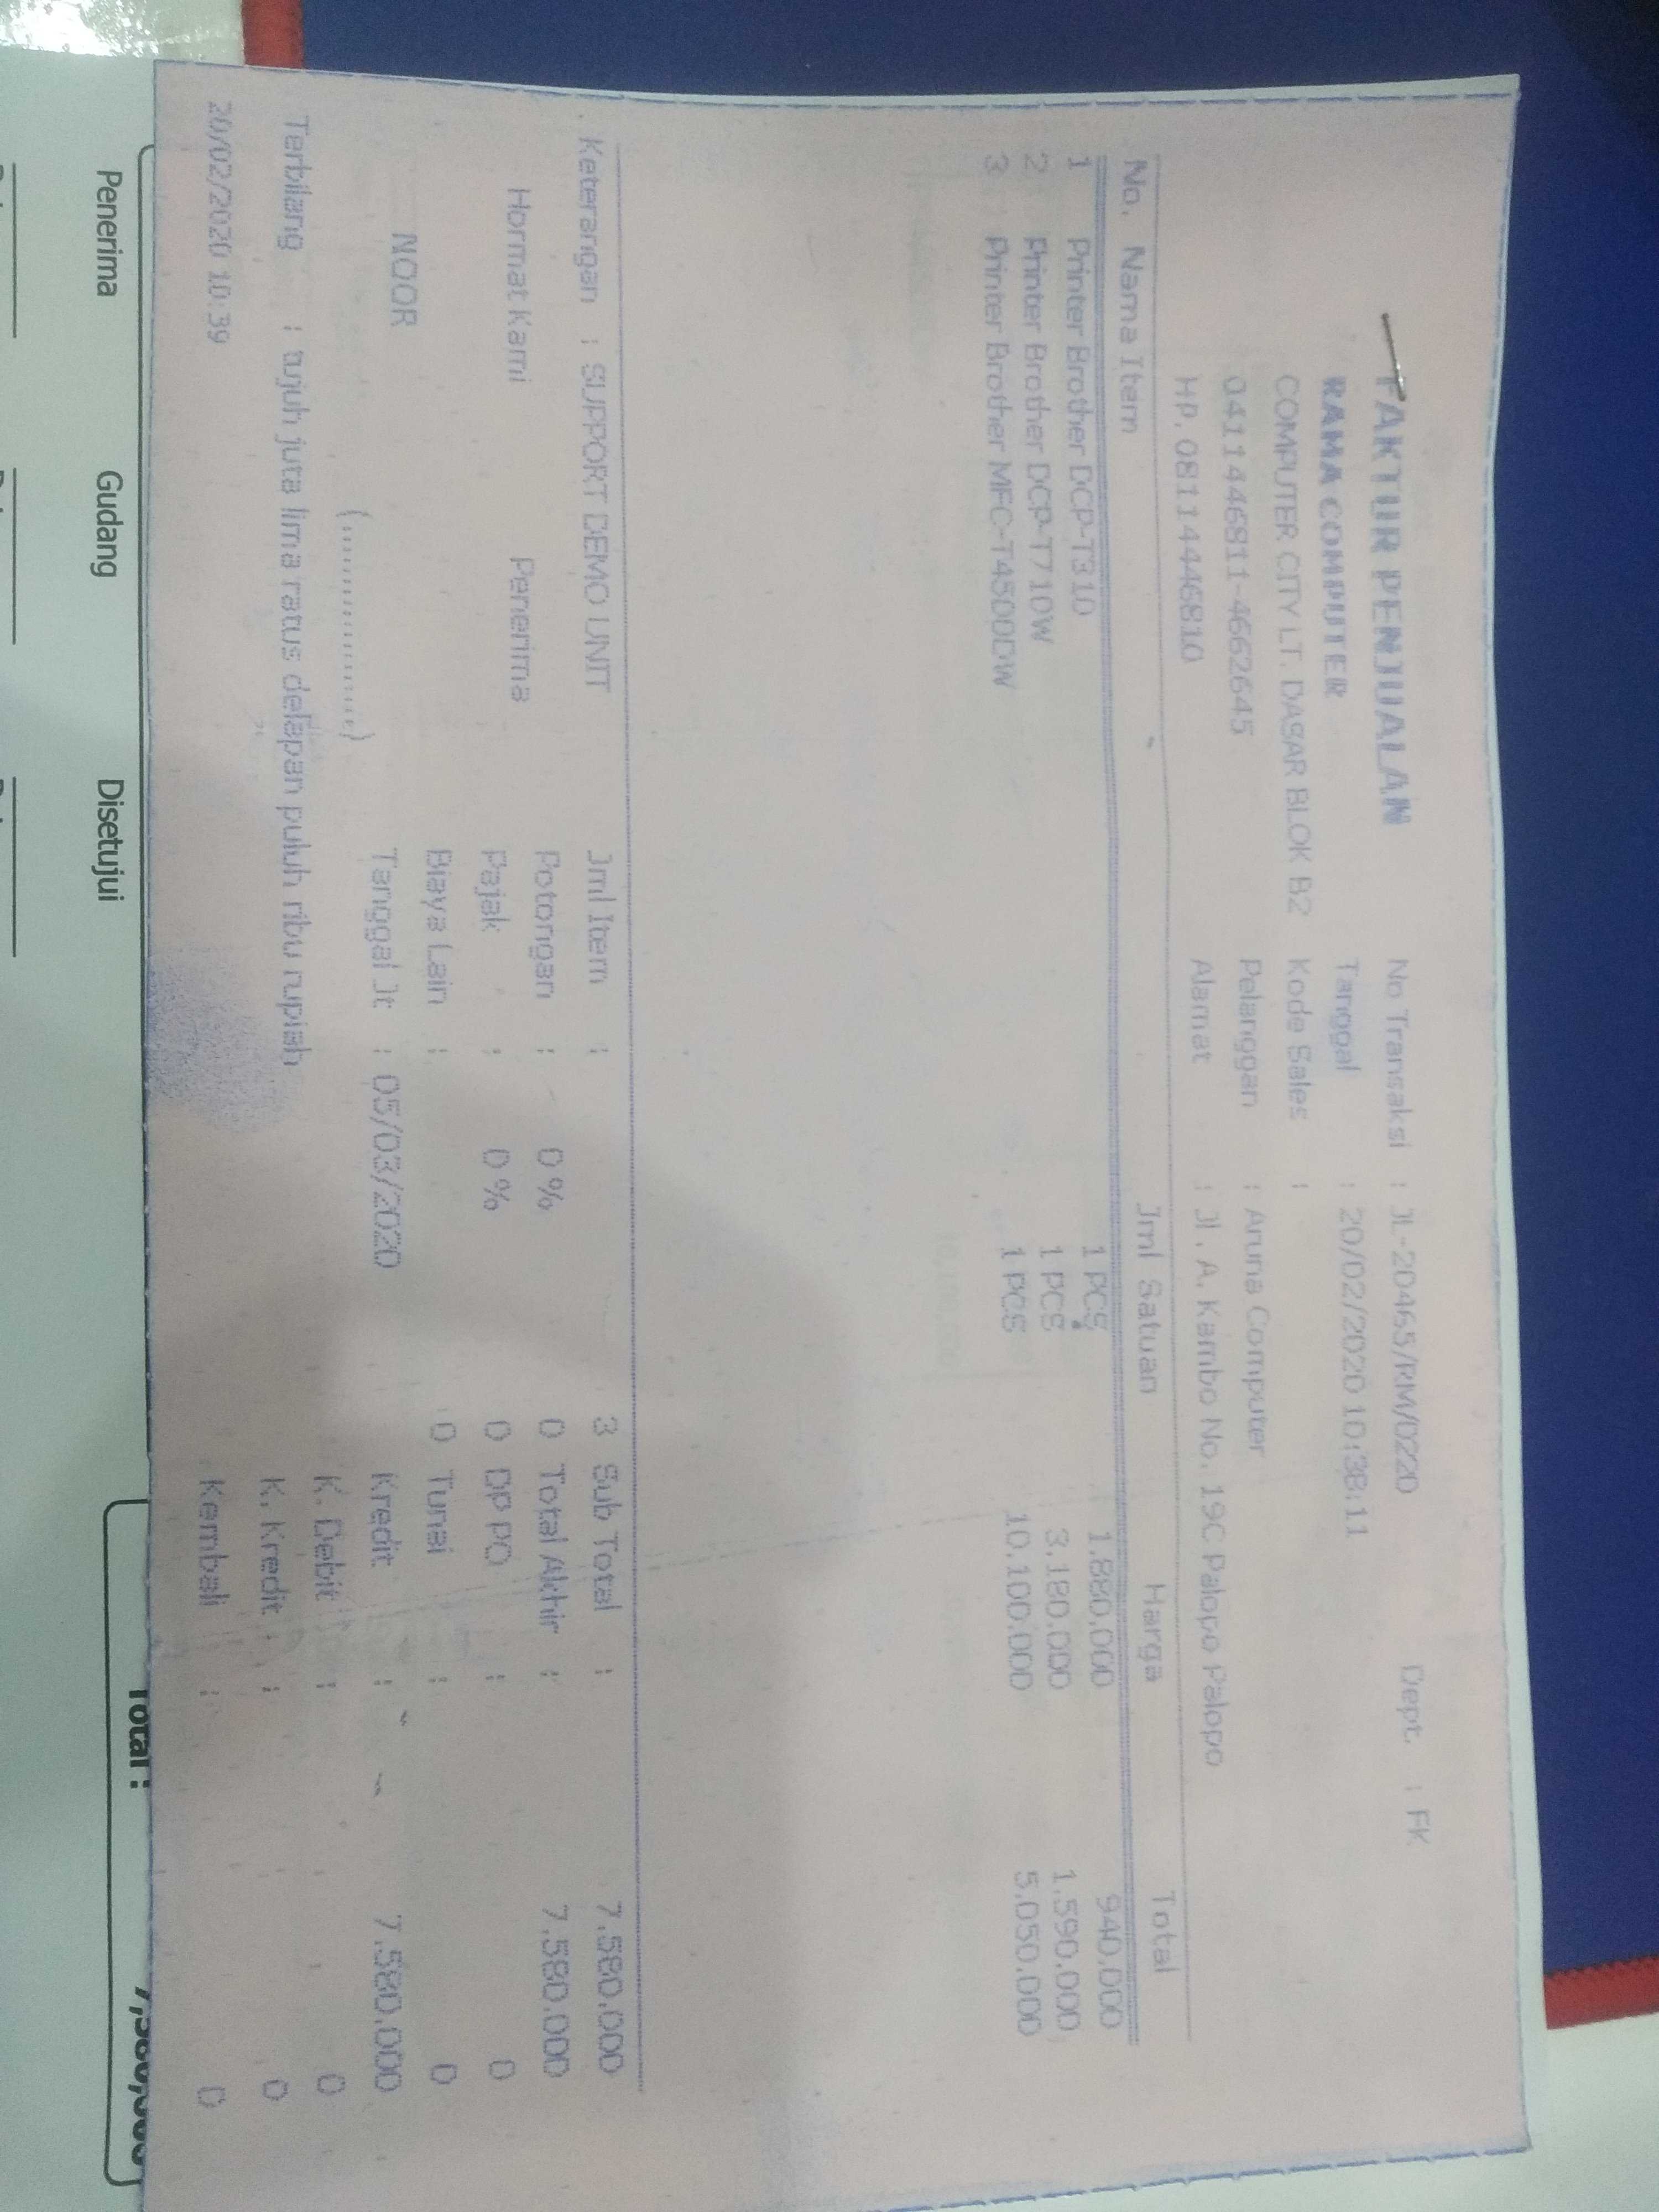 FAKTUR PENJUALAN
RAMA COMPUTER
COMPUTER CITY LT. DASAR BLOK B2
04114446811-4662645
HP. 08114446810
No Transaksi : JL-20465/RM/0220 Dept. : FK
Tanggal : 20/02/2020 10:38:11
Kode Sales :
Pelanggan : Aruna Computer
Alamat : Jl. A. Kambo No. 19C Palopo Palopo
No. Nama Item Jml Satuan Harga Total
1 Printer Brother DCP-T310 1 PCS 1.880.000 940.000
2 Printer Brother DCP-T710W 1 PCS 3.180.000 1.590.000
3 Printer Brother MFC-T4500DW 1 PCS 10.100.000 5.050.000
Keterangan : SUPPORT DEMO UNIT Jml Item : 3 Sub Total : 7.580.000
Hormat Kami Penerima Potongan : 0 % 0 Total Akhir : 7.580.000
Pajak : 0 % 0 DP PO : 0
Biaya Lain : 0 Tunai : 0
NOOR (..............) Tanggal Jt : 05/03/2020 Kredit : 7.580.000
K. Debit : 0
Terbilang : tujuh juta lima ratus delapan puluh ribu rupiah K. Kredit : 0
20/02/2020 10:39 Kembali : 0
Total : 7,580,000
Penerima Gudang Disetujui